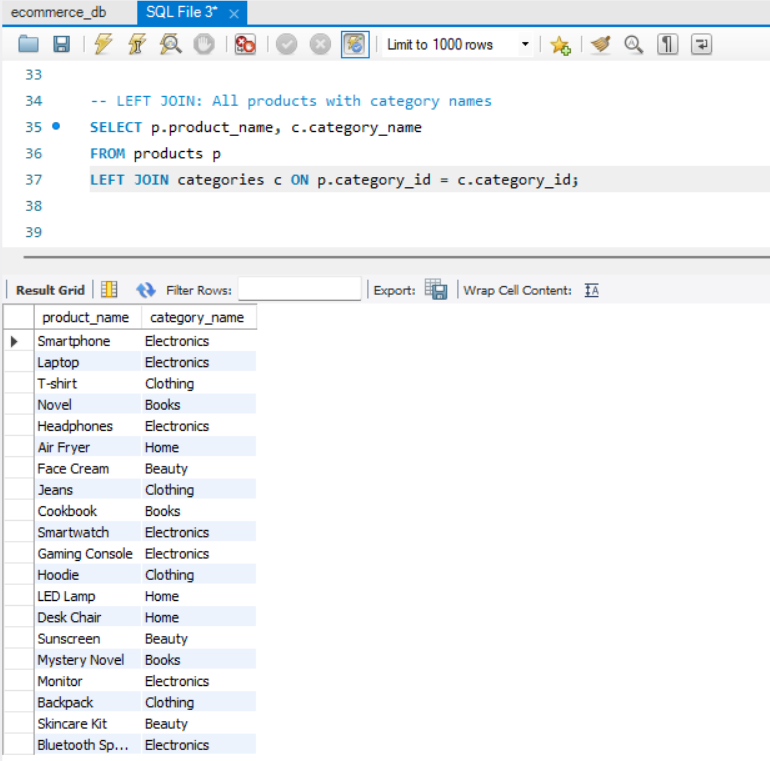 ecommerce_db SQL File 3* ×
Limit to 1000 rows
33
34 -- LEFT JOIN: All products with category names
35 SELECT p.product_name, c.category_name
36 FROM products p
37 LEFT JOIN categories c ON p.category_id = c.category_id;
38
39
Result Grid Filter Rows: Export: Wrap Cell Content: IA
product_name category_name
Smartphone Electronics
Laptop Electronics
T-shirt Clothing
Novel Books
Headphones Electronics
Air Fryer Home
Face Cream Beauty
Jeans Clothing
Cookbook Books
Smartwatch Electronics
Gaming Console Electronics
Hoodie Clothing
LED Lamp Home
Desk Chair Home
Sunscreen Beauty
Mystery Novel Books
Monitor Electronics
Backpack Clothing
Skincare Kit Beauty
Bluetooth Sp... Electronics